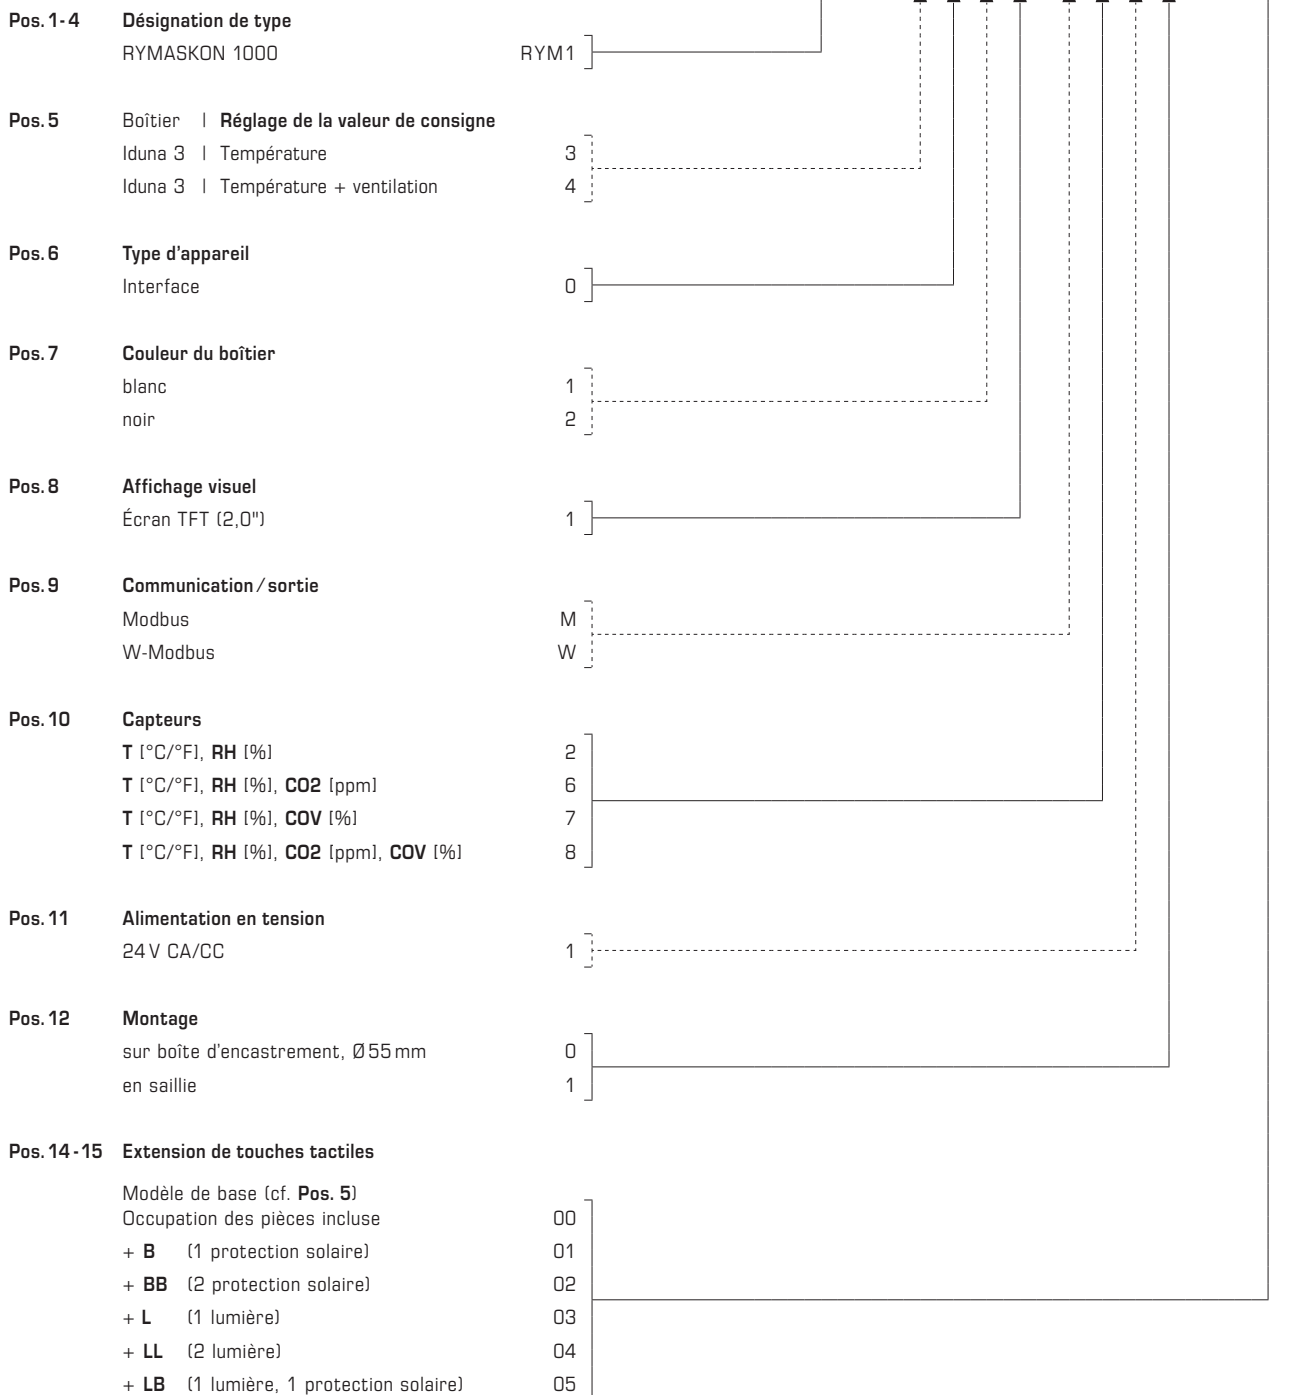 Pos. 1 - 4 Désignation de type
RYMASKON 1000 RYM1
Pos. 5 Boîtier | Réglage de la valeur de consigne
Iduna 3 | Température 3
Iduna 3 | Température + ventilation 4
Pos. 6 Type d'appareil
Interface 0
Pos. 7 Couleur du boîtier
blanc 1
noir 2
Pos. 8 Affichage visuel
Écran TFT (2,0") 1
Pos. 9 Communication / sortie
Modbus M
W-Modbus W
Pos. 10 Capteurs
T [°C/°F], RH [%] 2
T [°C/°F], RH [%], CO2 [ppm] 6
T [°C/°F], RH [%], COV [%] 7
T [°C/°F], RH [%], CO2 [ppm], COV [%] 8
Pos. 11 Alimentation en tension
24 V CA/CC 1
Pos. 12 Montage
sur boîte d'encastrement, Ø 55 mm 0
en saillie 1
Pos. 14 - 15 Extension de touches tactiles
Modèle de base (cf. Pos. 5)
Occupation des pièces incluse 00
+ B (1 protection solaire) 01
+ BB (2 protection solaire) 02
+ L (1 lumière) 03
+ LL (2 lumière) 04
+ LB (1 lumière, 1 protection solaire) 05